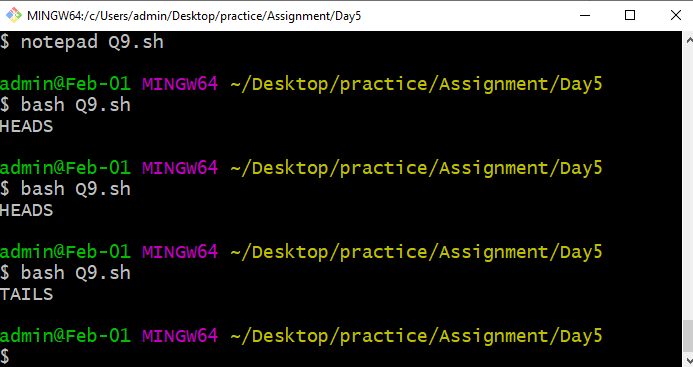 MINGW64:/c/Users/admin/Desktop/practice/Assignment/Day5
$ notepad Q9.sh
admin@Feb-01 MINGW64 ~/Desktop/practice/Assignment/Day5
$ bash Q9.sh
HEADS
admin@Feb-01 MINGW64 ~/Desktop/practice/Assignment/Day5
$ bash Q9.sh
HEADS
admin@Feb-01 MINGW64 ~/Desktop/practice/Assignment/Day5
$ bash Q9.sh
TAILS
admin@Feb-01 MINGW64 ~/Desktop/practice/Assignment/Day5
$